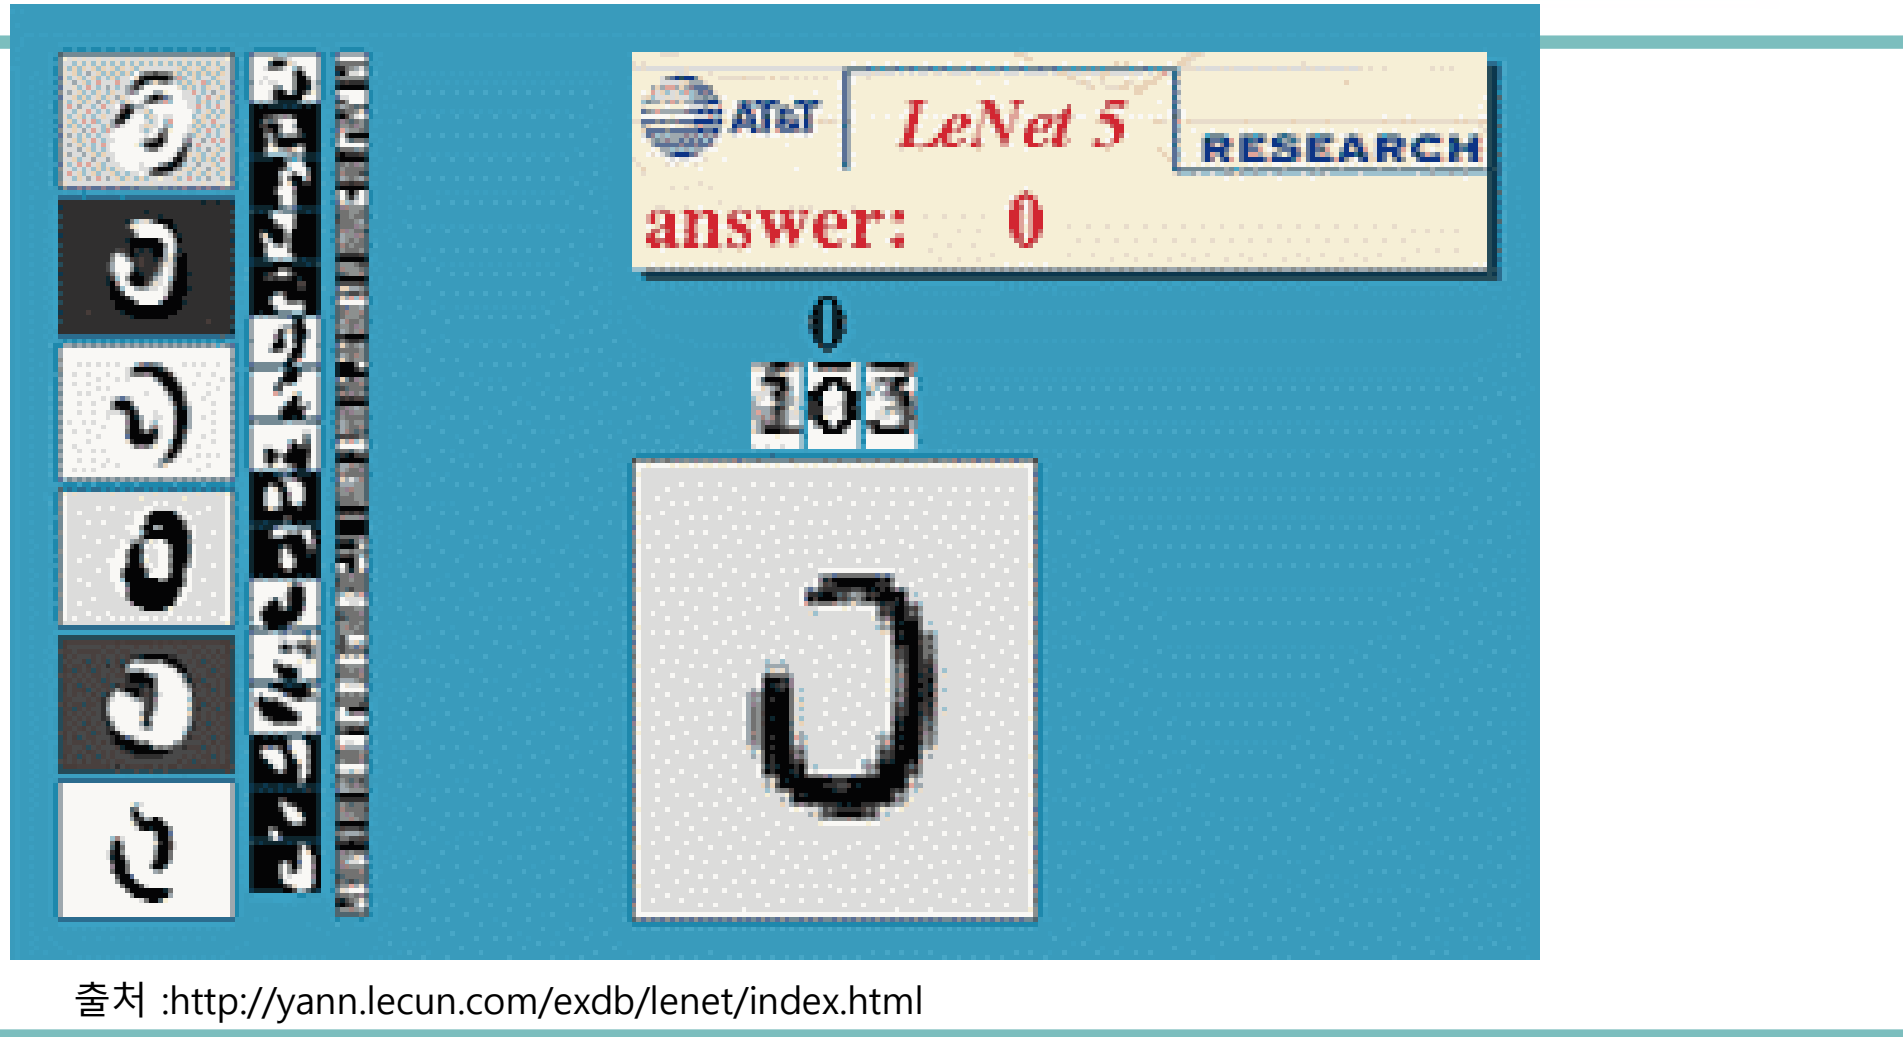 AT&T
LeNet 5
RESEARCH
answer: 0
0
103
출처 :http://yann.lecun.com/exdb/lenet/index.html